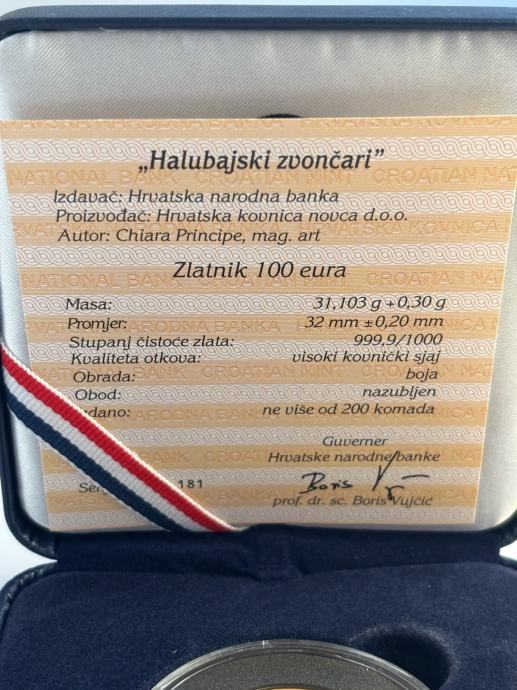 „Halubajski zvončari”
Izdavač: Hrvatska narodna banka
Proizvođač: Hrvatska kovnica novca d.o.o.
Autor: Chiara Principe, mag. art
Zlatnik 100 eura
Masa: 31,103 g +0,30 g
Promjer: 32 mm ±0,20 mm
Stupanj čistoće zlata: 999,9/1000
Kvaliteta otkova: visoki kovnički sjaj
Obrada: boja
Obod: nazubljen
dano: ne više od 200 komada
Guverner
Hrvatske narodne banke
Boris
Ser 181
prof. dr. sc. Boris Vujčić